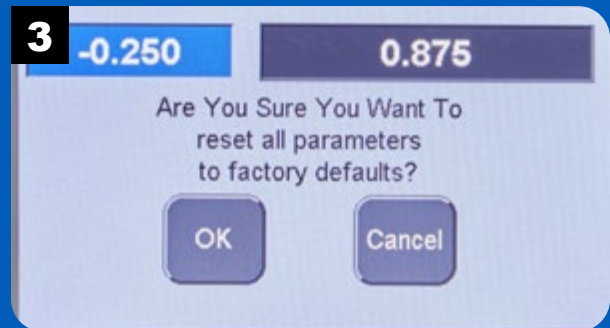 3
-0.250 0.875
Are You Sure You Want To
reset all parameters
to factory defaults?
OK Cancel